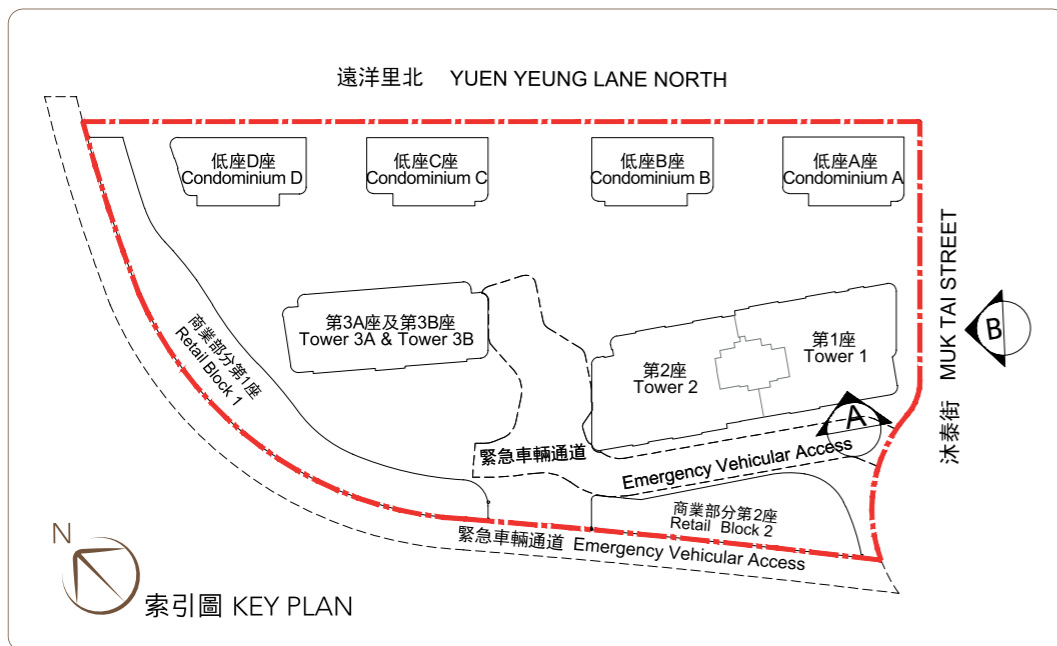 遠洋里北 YUEN YEUNG LANE NORTH
低座D座
Condominium D
低座C座
Condominium C
低座B座
Condominium B
低座A座
Condominium A
沐泰街 MUK TAI STREET
B
商業部分第1座
Retail Block 1
第3A座及第3B座
Tower 3A & Tower 3B
第2座
Tower 2
第1座
Tower 1
A
緊急車輛通道 Emergency Vehicular Access
商業部分第2座
Retail Block 2
緊急車輛通道 Emergency Vehicular Access
N
索引圖 KEY PLAN